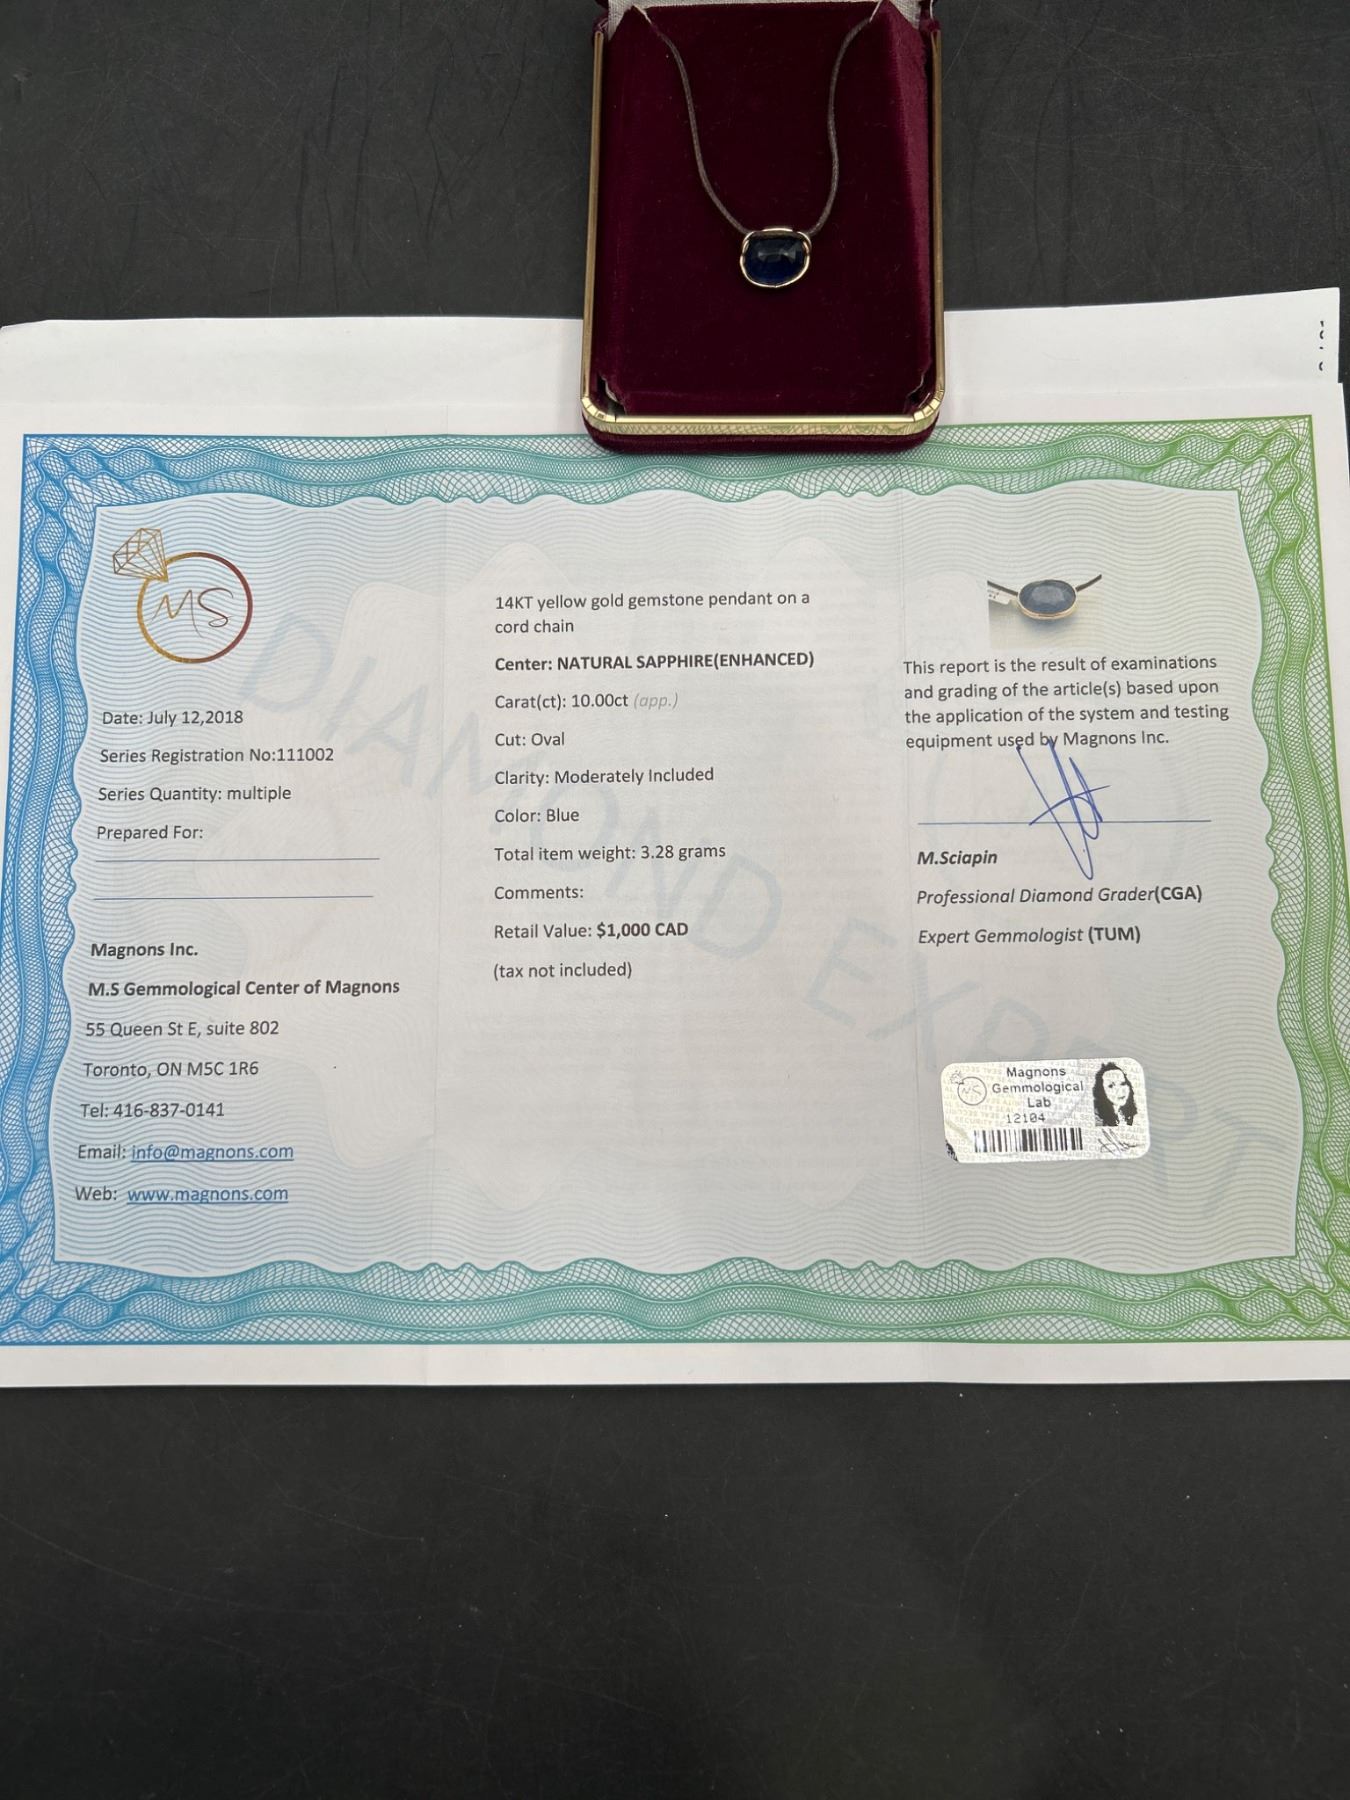 MS
Date: July 12,2018
Series Registration No:111002
Series Quantity: multiple
Prepared For:
Magnons Inc.
M.S Gemmological Center of Magnons
55 Queen St E, suite 802
Toronto, ON M5C 1R6
Tel: 416-837-0141
Email: info@magnons.com
Web: www.magnons.com
14KT yellow gold gemstone pendant on a
cord chain
Center: NATURAL SAPPHIRE(ENHANCED)
Carat(ct): 10.00ct (app.)
Cut: Oval
Clarity: Moderately Included
Color: Blue
Total item weight: 3.28 grams
Comments:
Retail Value: $1,000 CAD
(tax not included)
This report is the result of examinations
and grading of the article(s) based upon
the application of the system and testing
equipment used by Magnons Inc.
M.Sciapin
Professional Diamond Grader(CGA)
Expert Gemmologist (TUM)
Magnons
Gemmological
Lab
12104
MS
DIAMOND EXPERT